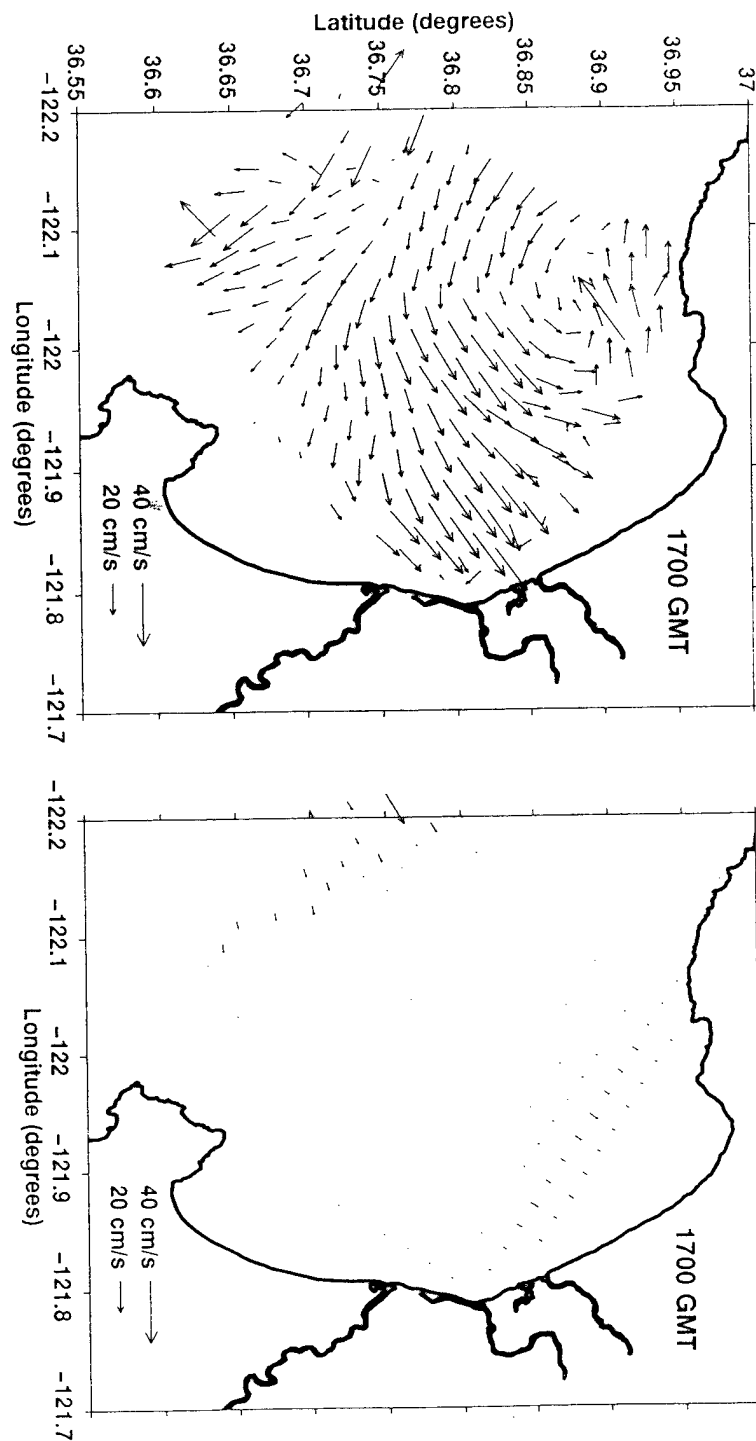 Latitude (degrees)
37
36.95
36.9
36.85
36.8
36.75
36.7
36.65
36.6
36.55
−122.2
−122.1
−122
−121.9
−121.8
−121.7
Longitude (degrees)
1700 GMT
40 cm/s
20 cm/s
−122.2
−122.1
−122
−121.9
−121.8
−121.7
Longitude (degrees)
1700 GMT
40 cm/s
20 cm/s